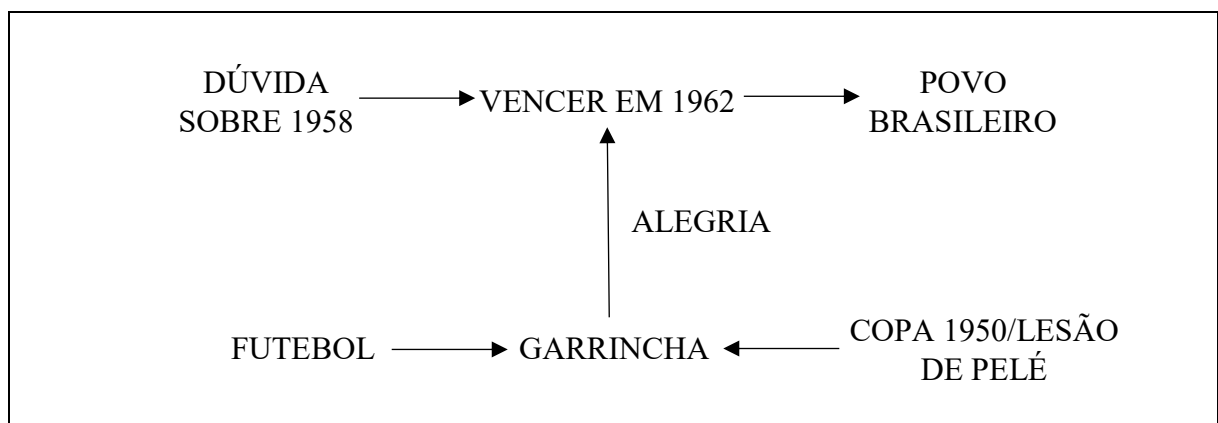 DÚVIDA
SOBRE 1958
VENCER EM 1962
POVO
BRASILEIRO
ALEGRIA
FUTEBOL
GARRINCHA
COPA 1950/LESÃO
DE PELÉ